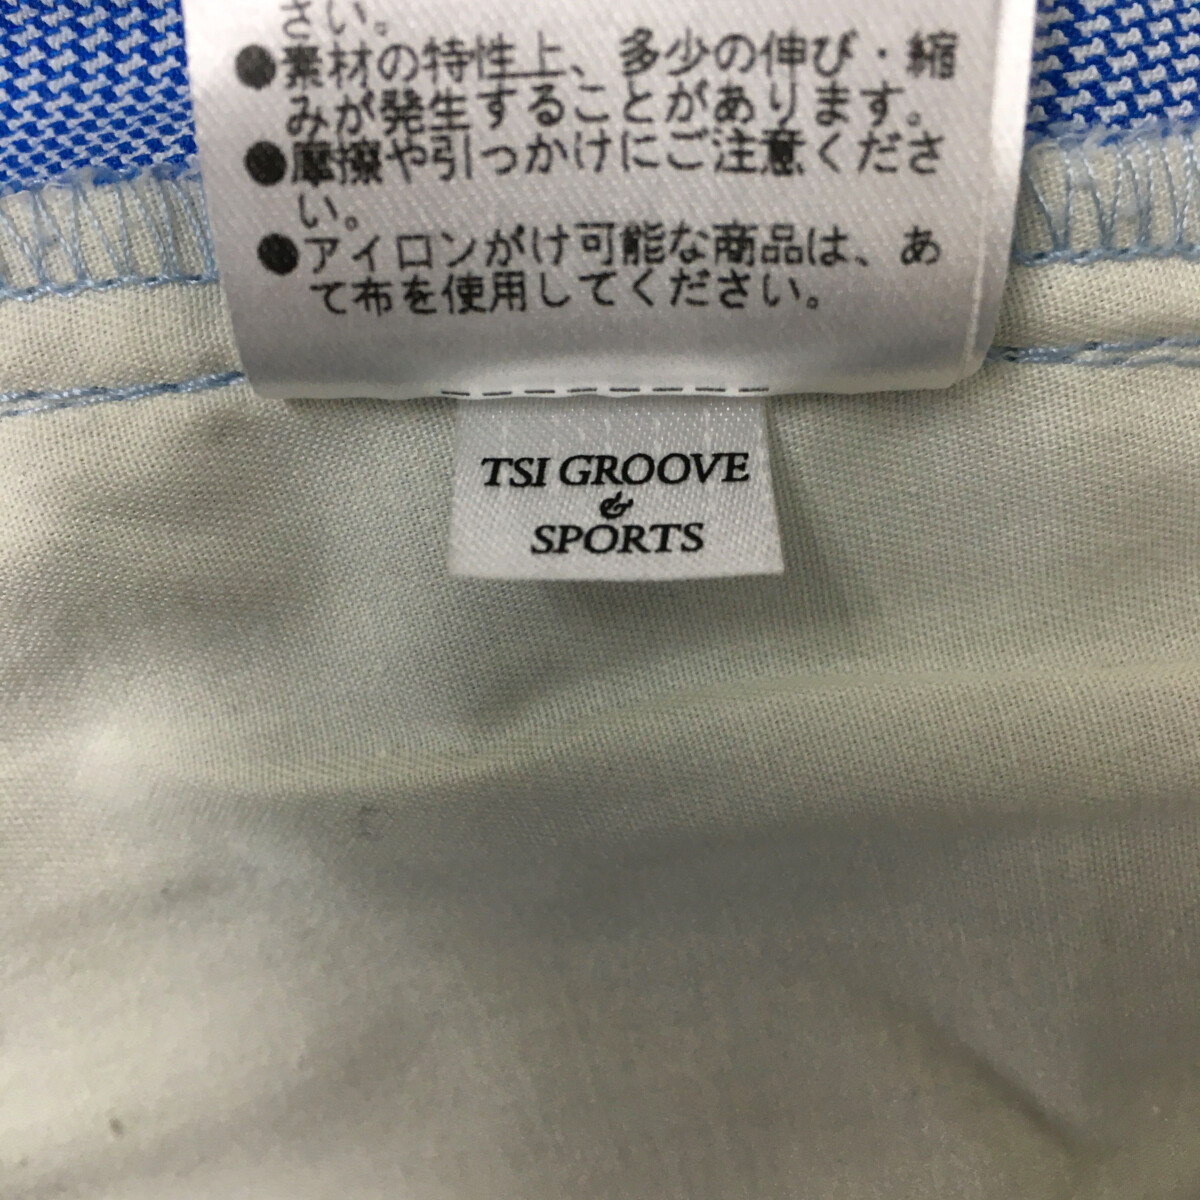 さい。
●素材の特性上、多少の伸び・縮
みが発生することがあります。
●摩擦や引っかけにご注意くださ
い。
●アイロンがけ可能な商品は、あ
て布を使用してください。
TSI GROOVE
&
SPORTS